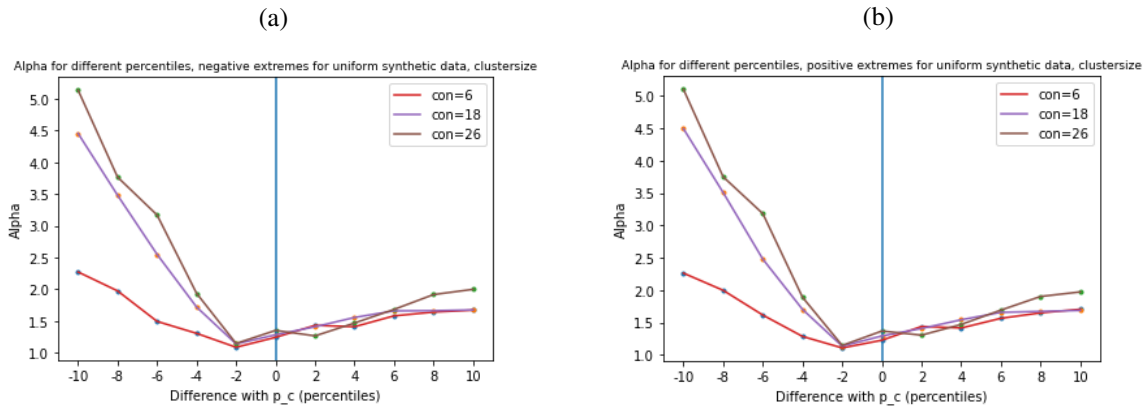 (a)
Alpha for different percentiles, negative extremes for uniform synthetic data, clustersize
con=6
con=18
con=26
5.0
4.5
4.0
3.5
3.0
2.5
2.0
1.5
1.0
Alpha
-10 -8 -6 -4 -2 0 2 4 6 8 10
Difference with p_c (percentiles)
(b)
Alpha for different percentiles, positive extremes for uniform synthetic data, clustersize
con=6
con=18
con=26
5.0
4.5
4.0
3.5
3.0
2.5
2.0
1.5
1.0
Alpha
-10 -8 -6 -4 -2 0 2 4 6 8 10
Difference with p_c (percentiles)